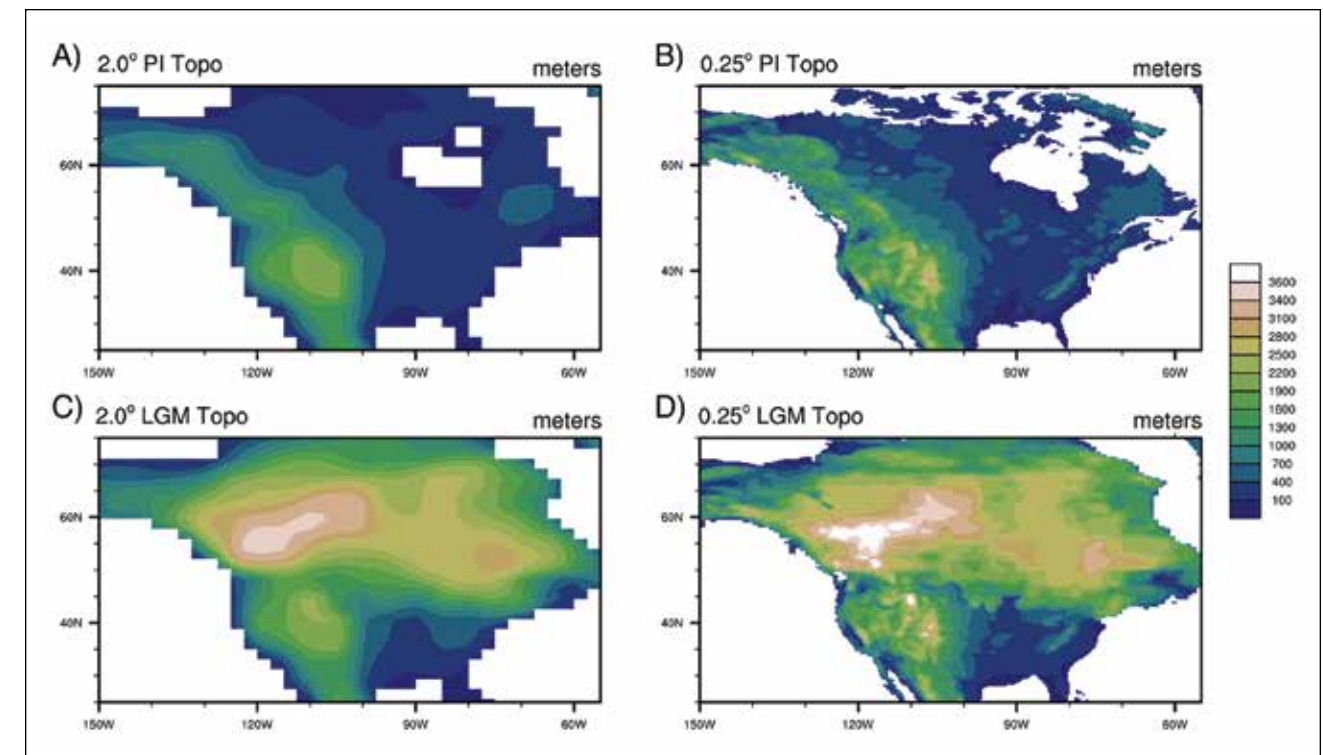 A) 2.0° PI Topo meters
B) 0.25° PI Topo meters
60N
40N
150W 120W 90W 60W
60N
40N
150W 120W 90W 60W
C) 2.0° LGM Topo meters
D) 0.25° LGM Topo meters
60N
40N
150W 120W 90W 60W
60N
40N
150W 120W 90W 60W
3600
3400
3100
2800
2500
2200
1900
1600
1300
1000
700
400
100